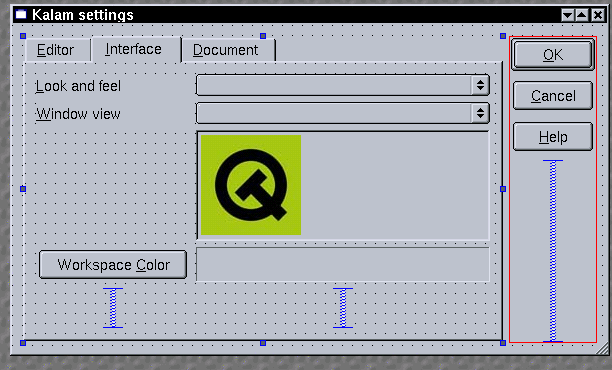 Kalam settings
Editor Interface Document
OK
Look and feel
Cancel
Window view
Help
Workspace Color